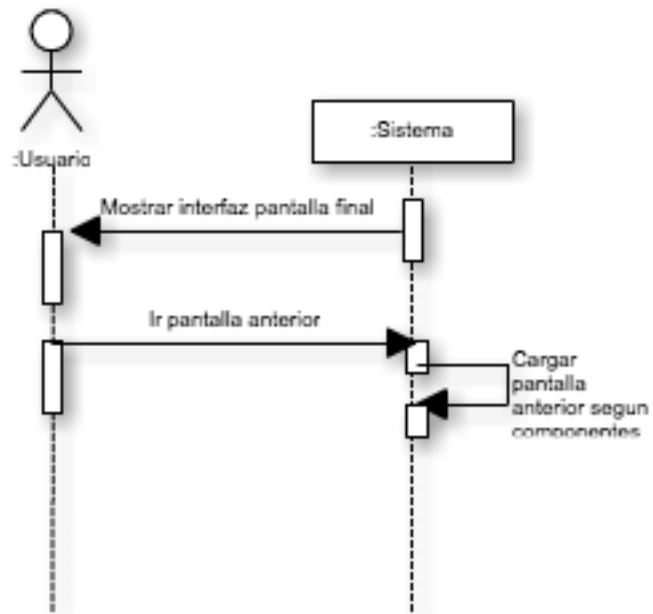 :Usuario
:Sistema
Mostrar interfaz pantalla final
Ir pantalla anterior
Cargar
pantalla
anterior segun
componentes